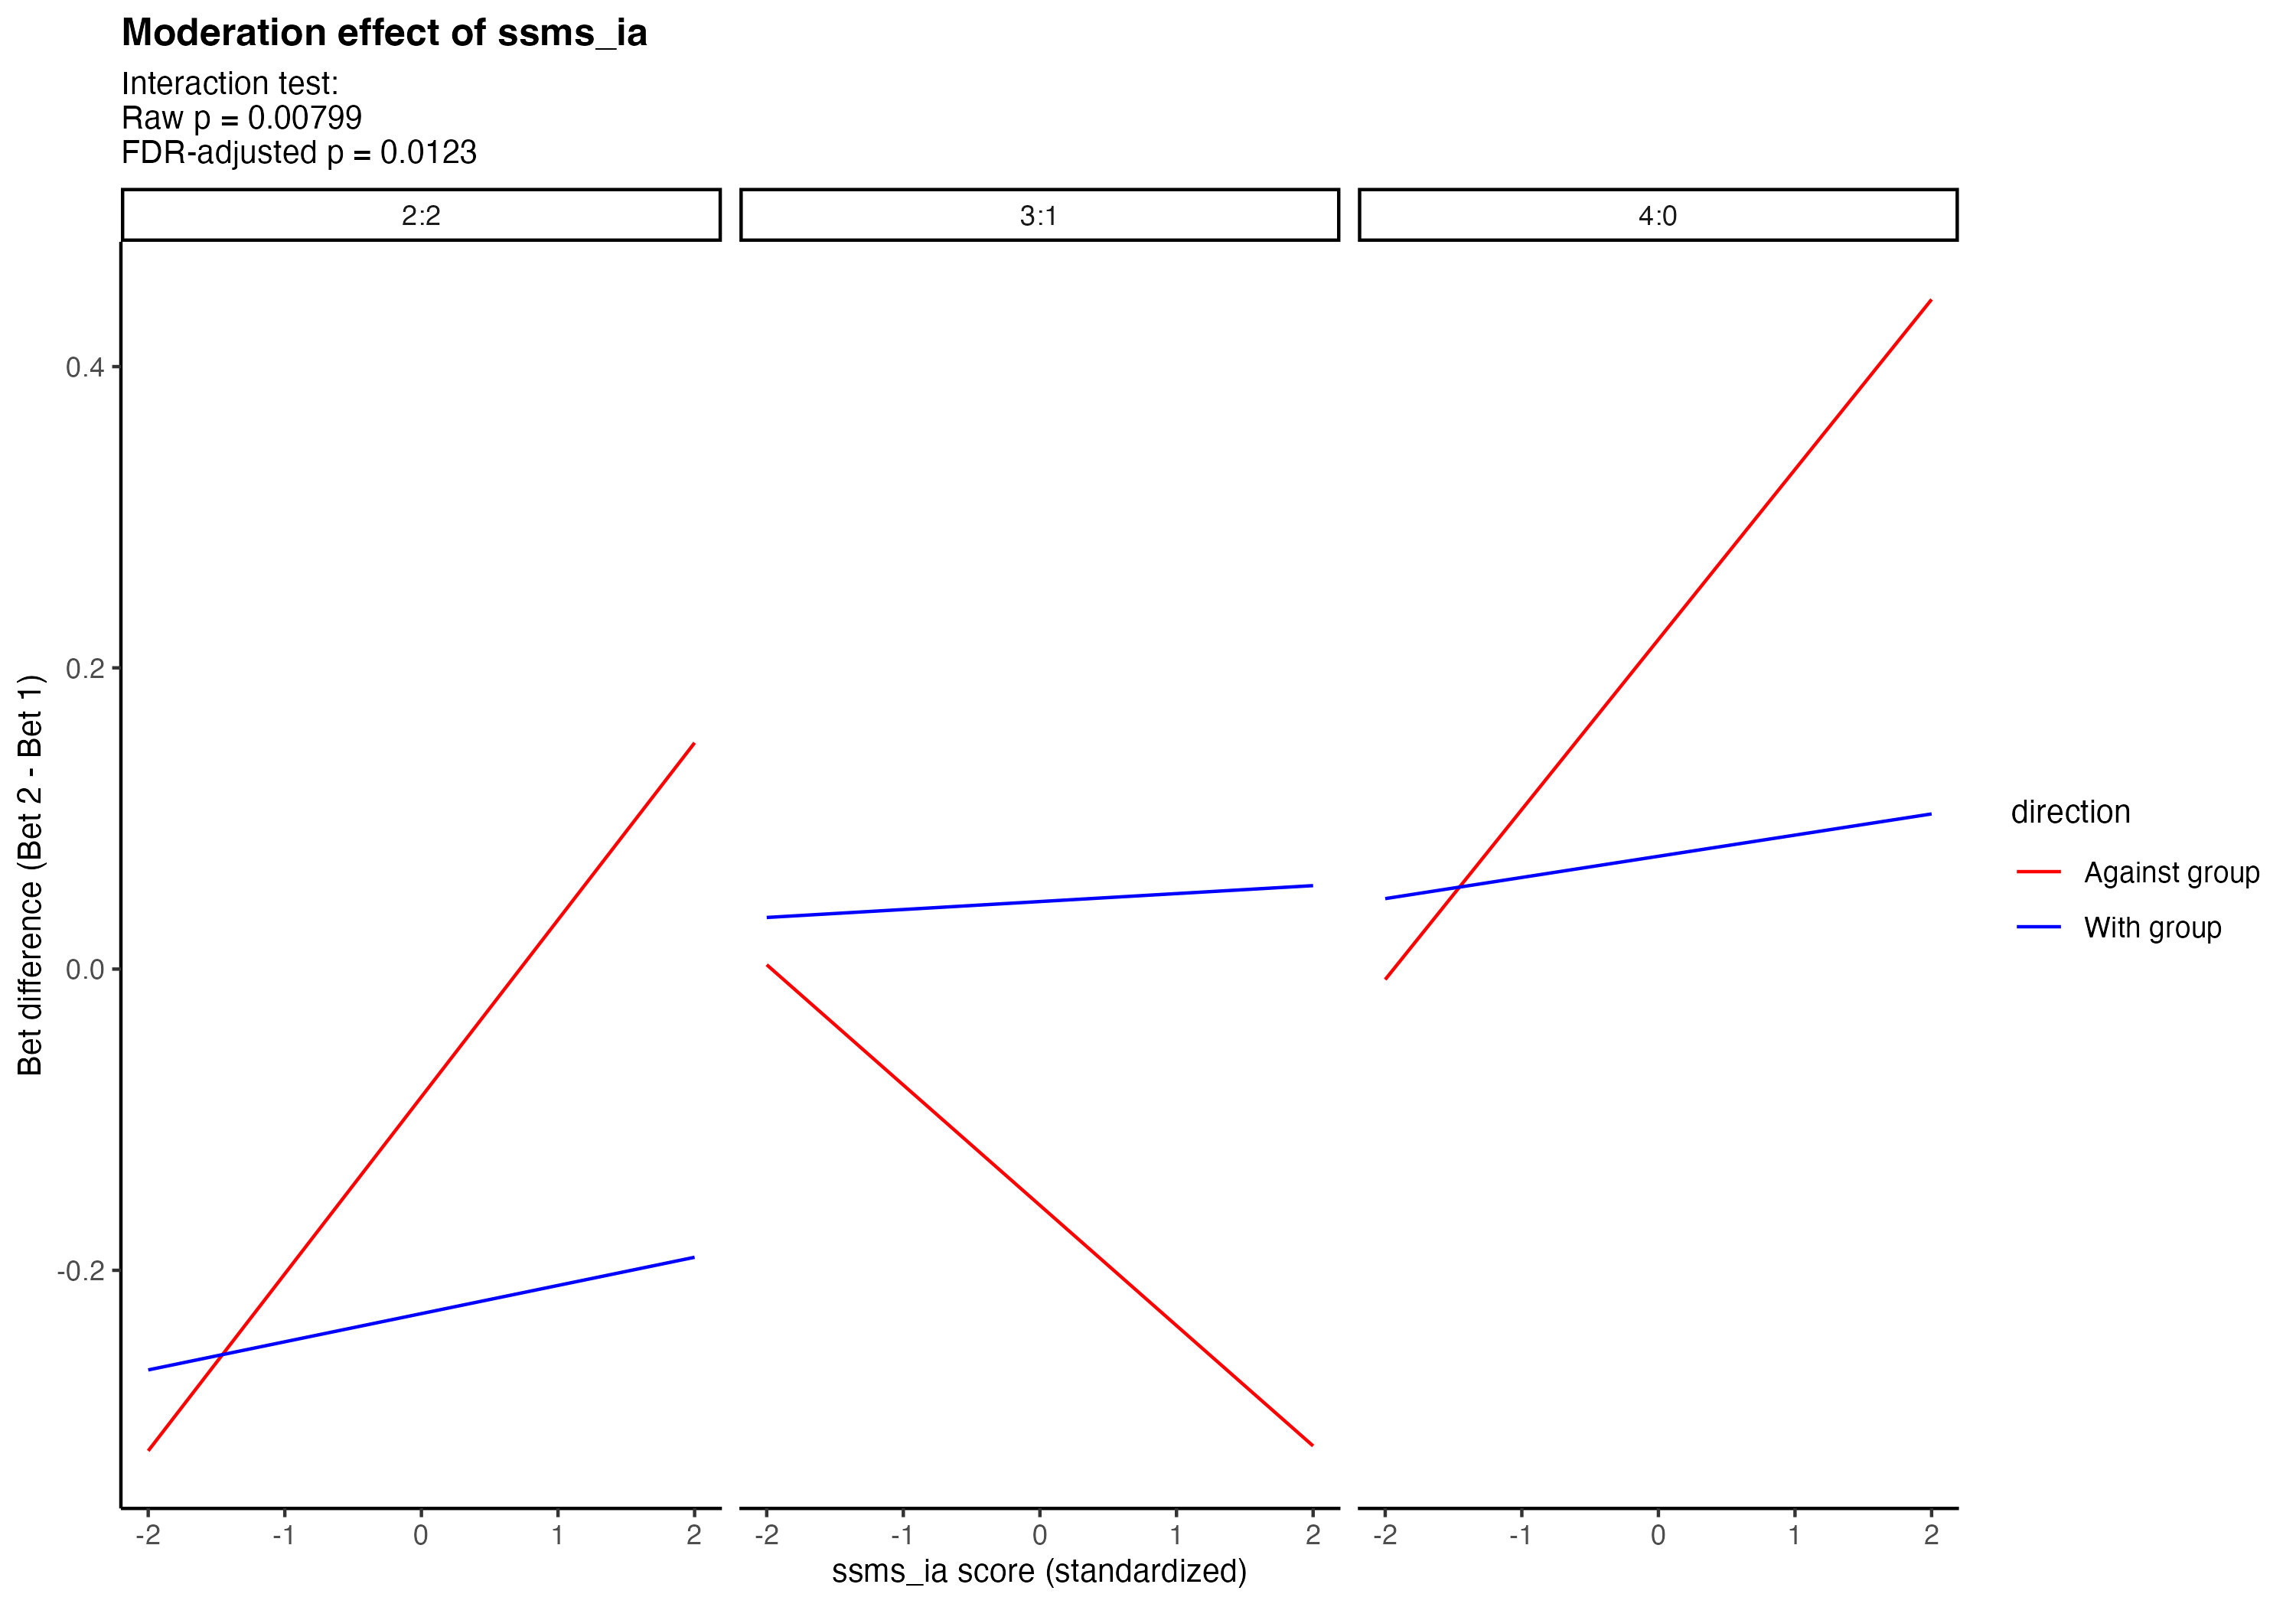 Moderation effect of ssms_ia
Interaction test:
Raw p = 0.00799
FDR-adjusted p = 0.0123
2:2
3:1
4:0
Bet difference (Bet 2 - Bet 1)
0.4
0.2
0.0
-0.2
-2 -1 0 1 2
-2 -1 0 1 2
-2 -1 0 1 2
ssms_ia score (standardized)
direction
Against group
With group